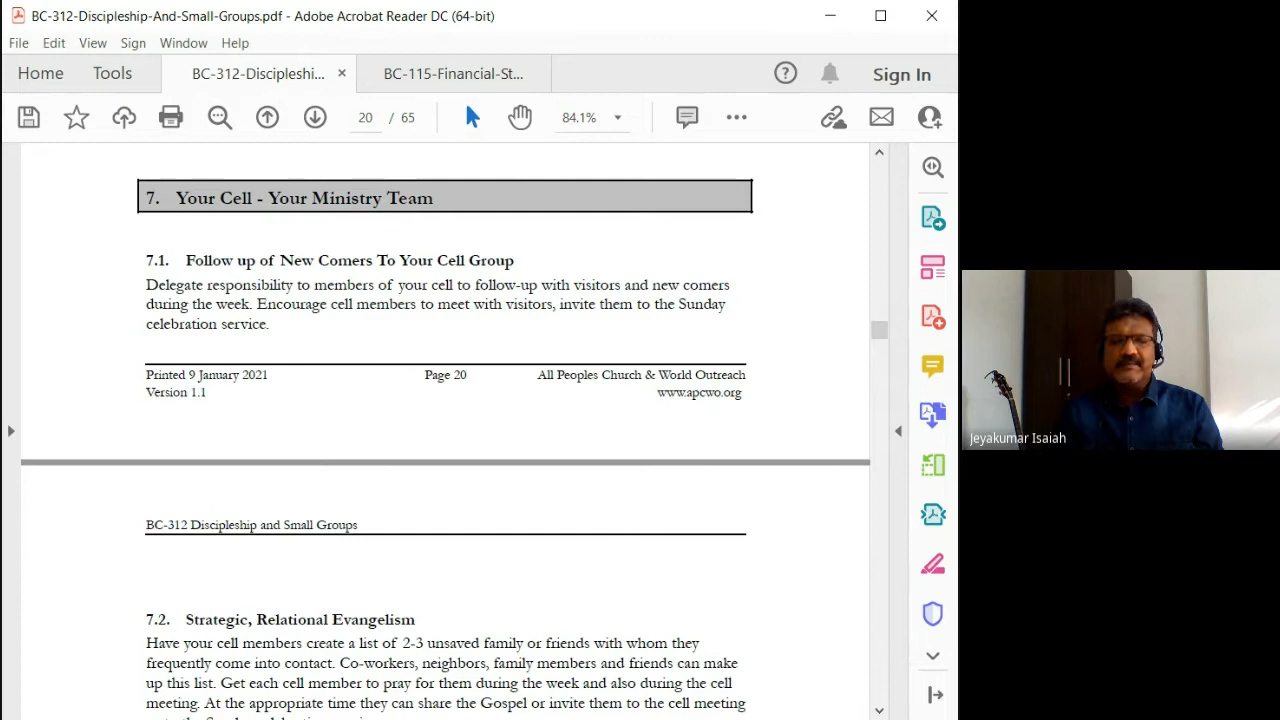 BC-312-Discipleship-And-Small-Groups.pdf - Adobe Acrobat Reader DC (64-bit)
File Edit View Sign Window Help
Home Tools BC-312-Discipleshi... × BC-115-Financial-St... Sign In
20 / 65 84.1%
7. Your Cell - Your Ministry Team
7.1. Follow up of New Comers To Your Cell Group
Delegate responsibility to members of your cell to follow-up with visitors and new comers
during the week. Encourage cell members to meet with visitors, invite them to the Sunday
celebration service.
Printed 9 January 2021 Page 20 All Peoples Church & World Outreach
Version 1.1 www.apcwo.org
BC-312 Discipleship and Small Groups
7.2. Strategic, Relational Evangelism
Have your cell members create a list of 2-3 unsaved family or friends with whom they
frequently come into contact. Co-workers, neighbors, family members and friends can make
up this list. Get each cell member to pray for them during the week and also during the cell
meeting. At the appropriate time they can share the Gospel or invite them to the cell meeting
Jeyakumar Isaiah